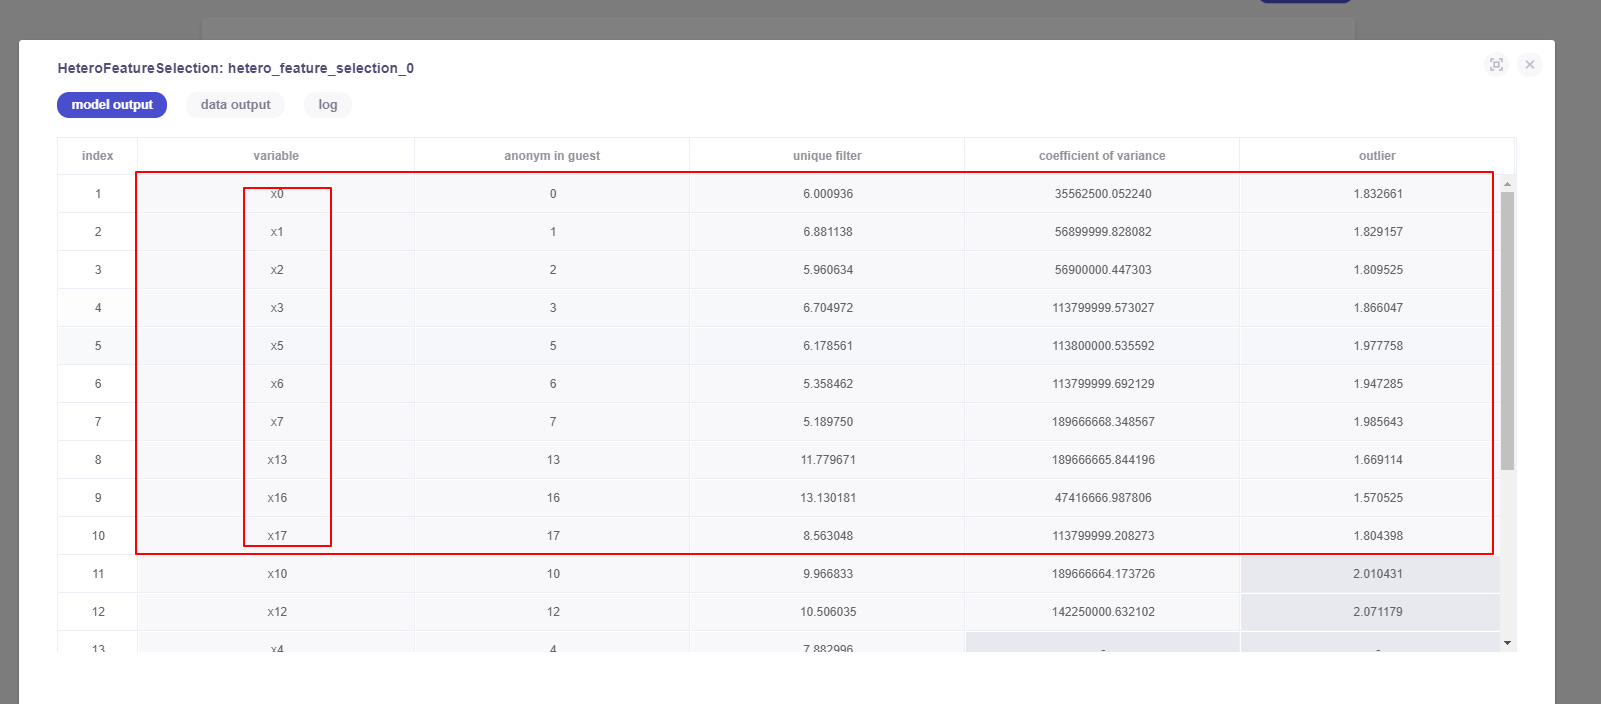 HeteroFeatureSelection: hetero_feature_selection_0
model output data output log
index variable anonym in guest unique filter coefficient of variance outlier
1 x0 0 6.000936 35562500.052240 1.832661
2 x1 1 6.881138 56899999.828082 1.829157
3 x2 2 5.960634 56900000.447303 1.809525
4 x3 3 6.704972 113799999.573027 1.866047
5 x5 5 6.178561 113800000.535592 1.977758
6 x6 6 5.358462 113799999.692129 1.947285
7 x7 7 5.189750 189666668.348567 1.985643
8 x13 13 11.779671 189666665.844196 1.669114
9 x16 16 13.130181 47416666.987806 1.570525
10 x17 17 8.563048 113799999.208273 1.804398
11 x10 10 9.966833 189666664.173726 2.010431
12 x12 12 10.506035 142250000.632102 2.071179
13 x4 4 7.882996 - -